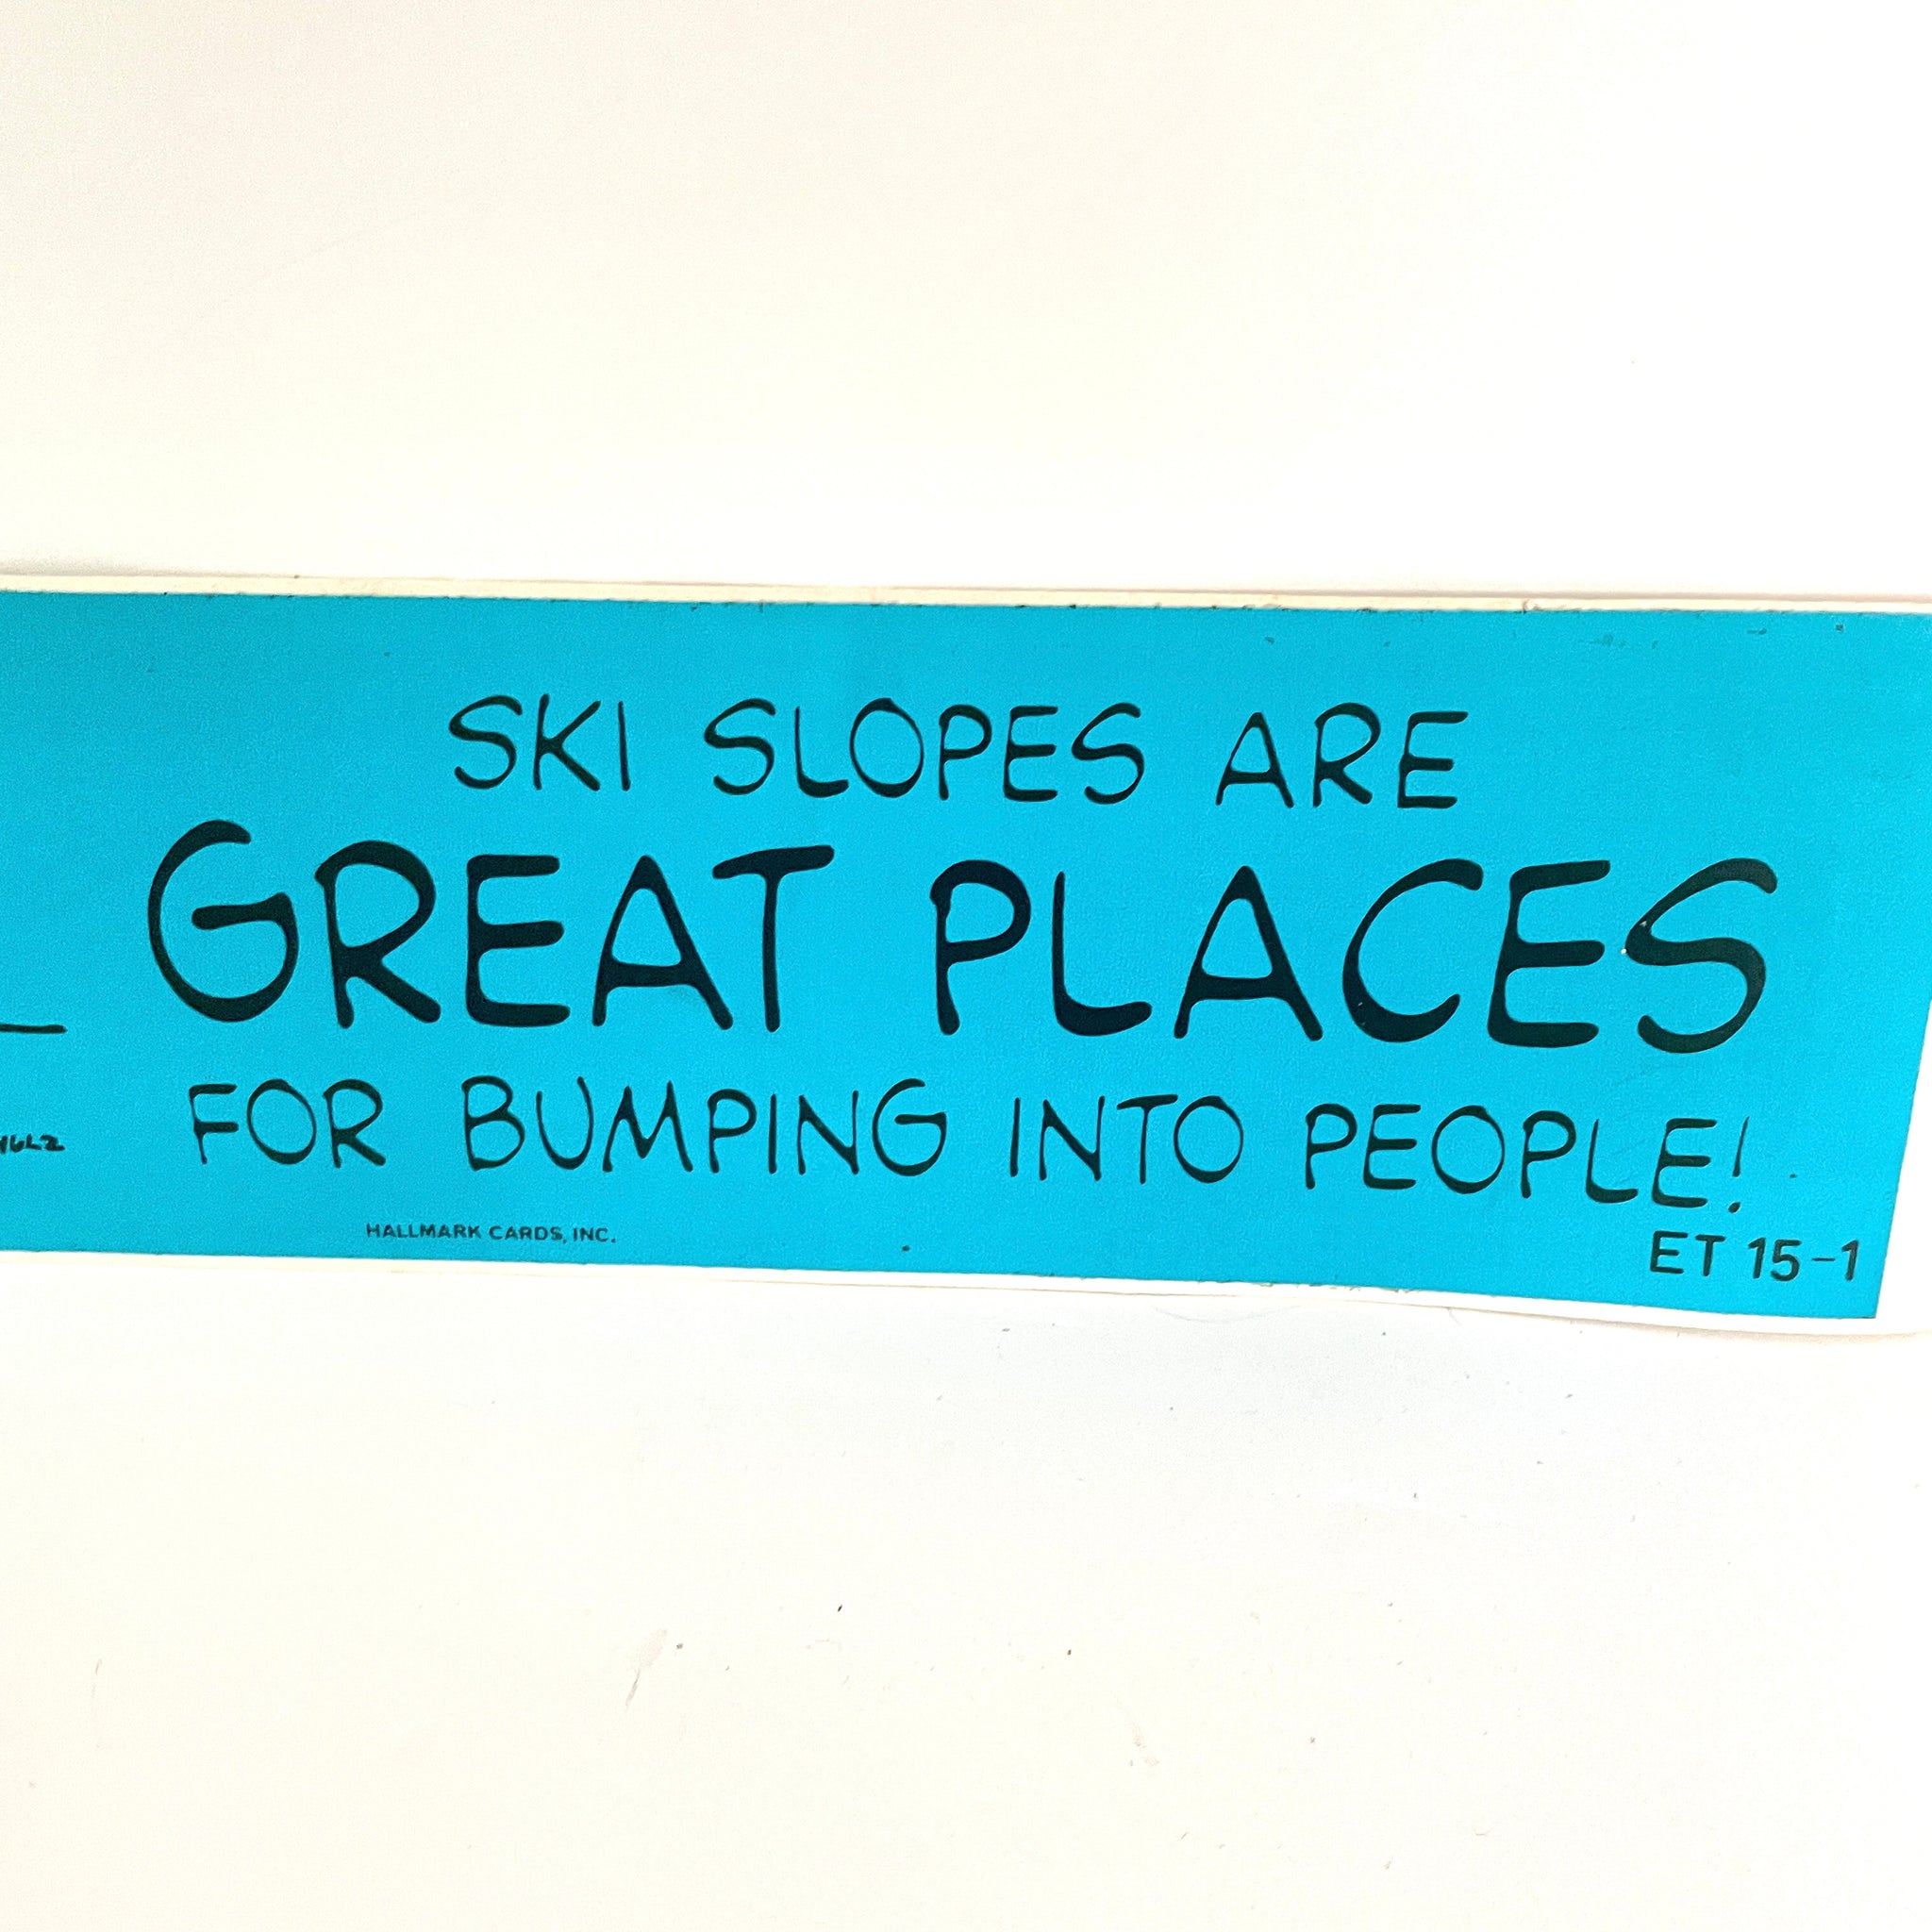 SKI SLOPES ARE
GREAT PLACES
FOR BUMPING INTO PEOPLE!
HALLMARK CARDS, INC.
ET 15-1